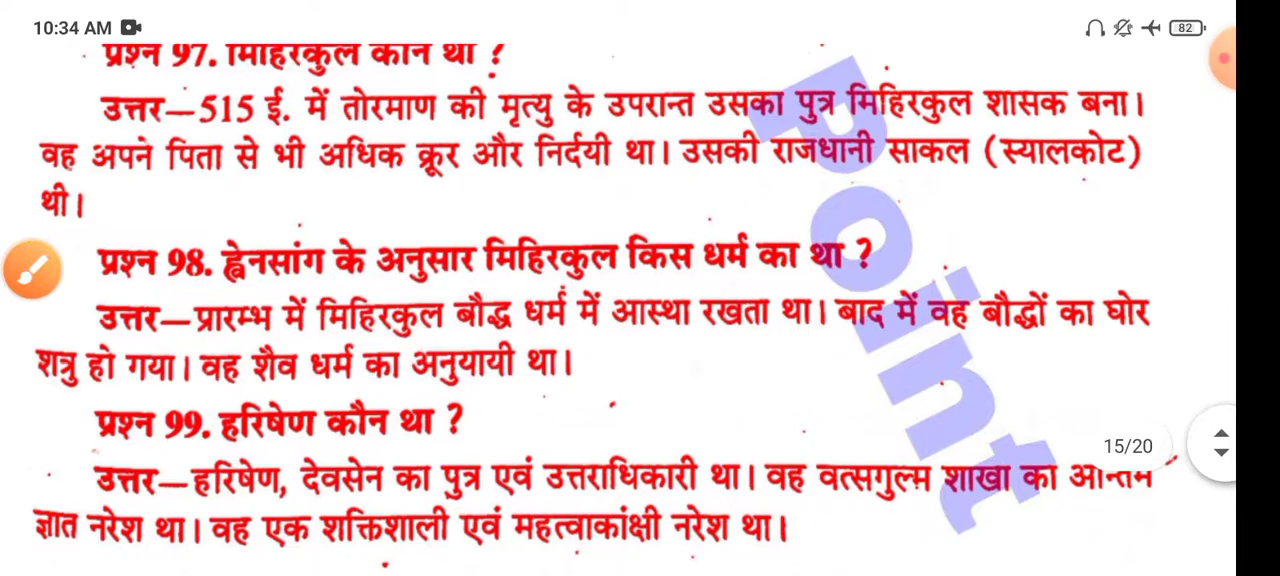 10:34 AM
82
प्रश्न 97. मिहिरकुल कौन था ?
उत्तर—515 ई. में तोरमाण की मृत्यु के उपरान्त उसका पुत्र मिहिरकुल शासक बना।
वह अपने पिता से भी अधिक क्रूर और निर्दयी था। उसकी राजधानी साकल (स्यालकोट)
थी।
प्रश्न 98. ह्वेनसांग के अनुसार मिहिरकुल किस धर्म का था ?
उत्तर—प्रारम्भ में मिहिरकुल बौद्ध धर्म में आस्था रखता था। बाद में वह बौद्धों का घोर
शत्रु हो गया। वह शैव धर्म का अनुयायी था।
प्रश्न 99. हरिषेण कौन था ?
15/20
उत्तर—हरिषेण, देवसेन का पुत्र एवं उत्तराधिकारी था। वह वत्सगुल्म शाखा का अन्तिम
ज्ञात नरेश था। वह एक शक्तिशाली एवं महत्वाकांक्षी नरेश था।
Point